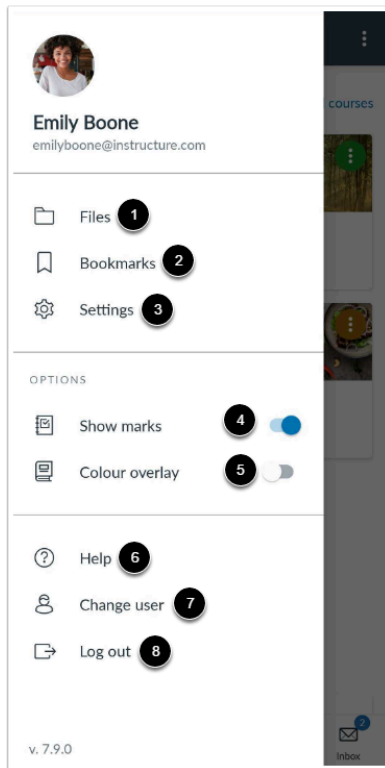 Emily Boone
emilyboone@instructure.com
courses
Files 1
Bookmarks 2
Settings 3
OPTIONS
Show marks 4
Colour overlay 5
Help 6
Change user 7
Log out 8
v. 7.9.0
2
Inbox